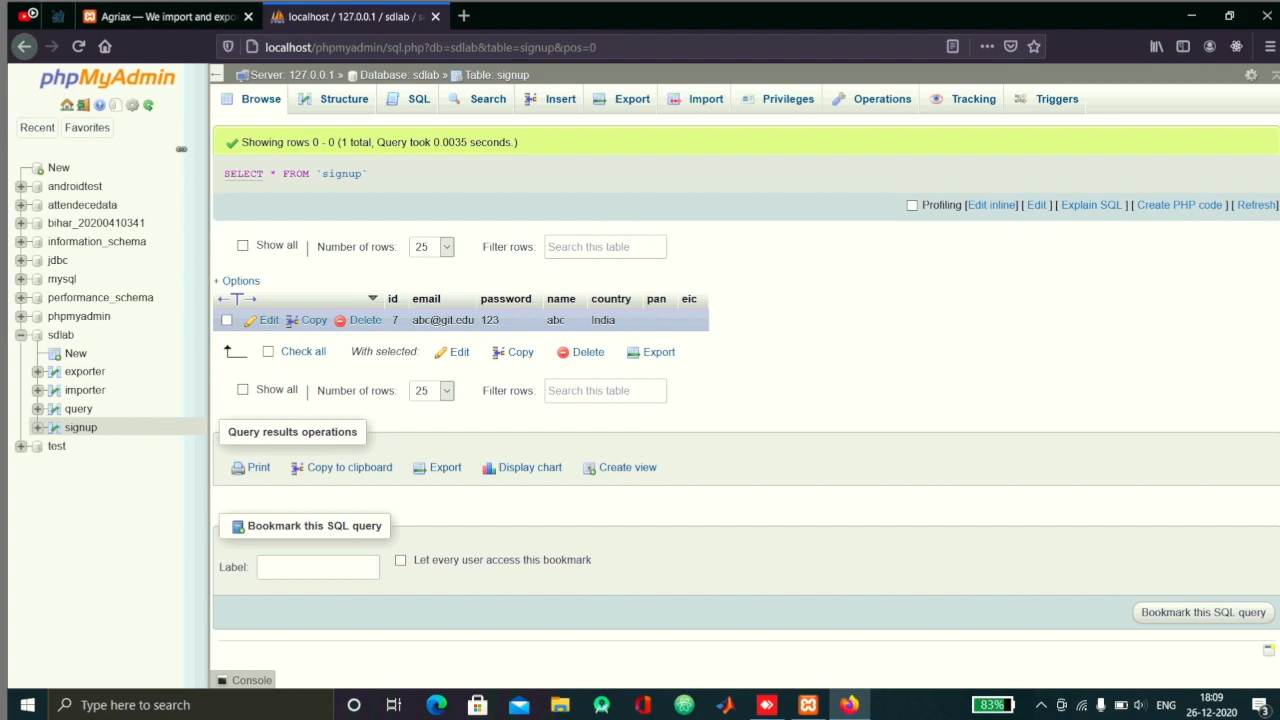 Agriax — We import and expo
localhost / 127.0.0.1 / sdlab / s
localhost/phpmyadmin/sql.php?db=sdlab&table=signup&pos=0
phpMyAdmin
Recent
Favorites
New
androidtest
attendecedata
bihar_20200410341
information_schema
jdbc
mysql
performance_schema
phpmyadmin
sdlab
New
exporter
importer
query
signup
test
Server: 127.0.0.1 » Database: sdlab » Table: signup
Browse Structure SQL Search Insert Export Import Privileges Operations Tracking Triggers
Showing rows 0 - 0 (1 total, Query took 0.0035 seconds.)
SELECT * FROM `signup`
Profiling [Edit inline] [ Edit ] [ Explain SQL ] [ Create PHP code ] [ Refresh]
Show all | Number of rows: 25 Filter rows: Search this table
+ Options
←T→ id email password name country pan eic
Edit Copy Delete 7 abc@git.edu 123 abc India
Check all With selected: Edit Copy Delete Export
Show all | Number of rows: 25 Filter rows: Search this table
Query results operations
Print Copy to clipboard Export Display chart Create view
Bookmark this SQL query
Label: Let every user access this bookmark
Bookmark this SQL query
Console
Type here to search
83%
ENG
18:09
26-12-2020
3